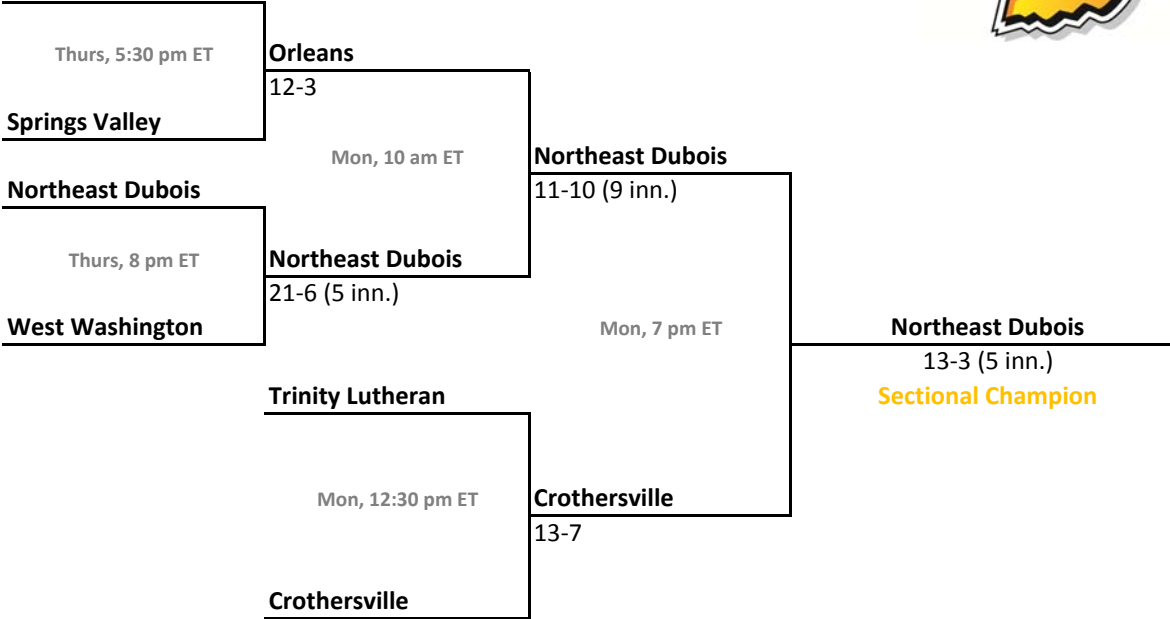 Thurs, 5:30 pm ET
Orleans
12-3
Springs Valley
Mon, 10 am ET
Northeast Dubois
11-10 (9 inn.)
Northeast Dubois
Thurs, 8 pm ET
Northeast Dubois
21-6 (5 inn.)
West Washington
Mon, 7 pm ET
Northeast Dubois
13-3 (5 inn.)
Sectional Champion
Trinity Lutheran
Mon, 12:30 pm ET
Crothersville
13-7
Crothersville